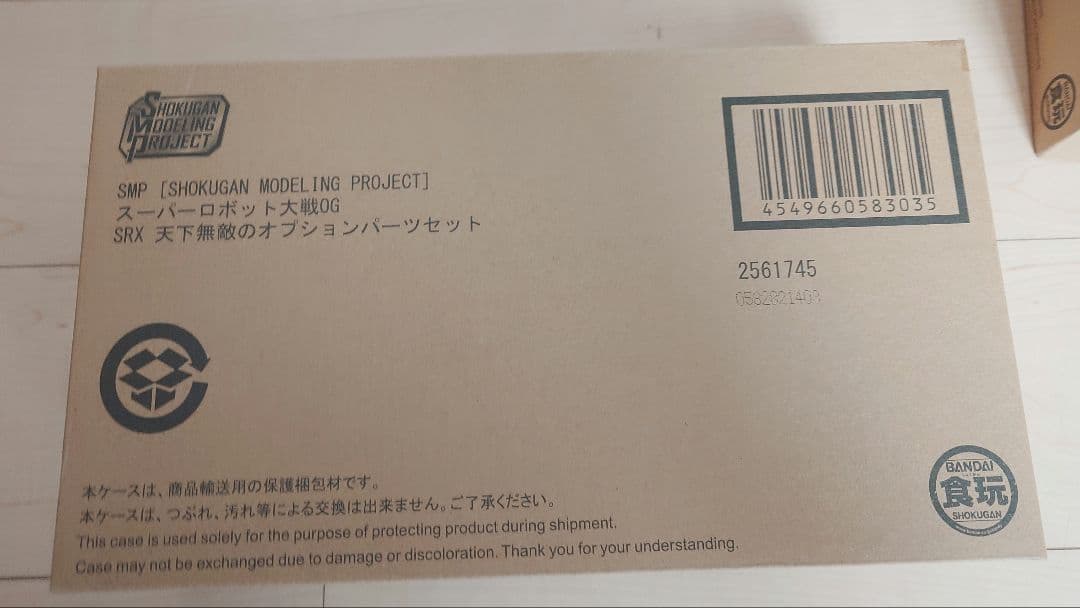 SHOKUGAN
MODELING
PROJECT
SMP [SHOKUGAN MODELING PROJECT]
スーパーロボット大戦OG
SRX 天下無敵のオプションパーツセット
4549660583035
2561745
本ケースは、商品輸送用の保護梱包材です。
本ケースは、つぶれ、汚れ等による交換は出来ません。ご了承ください。
This case is used solely for the purpose of protecting product during shipment.
Case may not be exchanged due to damage or discoloration. Thank you for your understanding.
BANDAI
食玩
SHOKUGAN